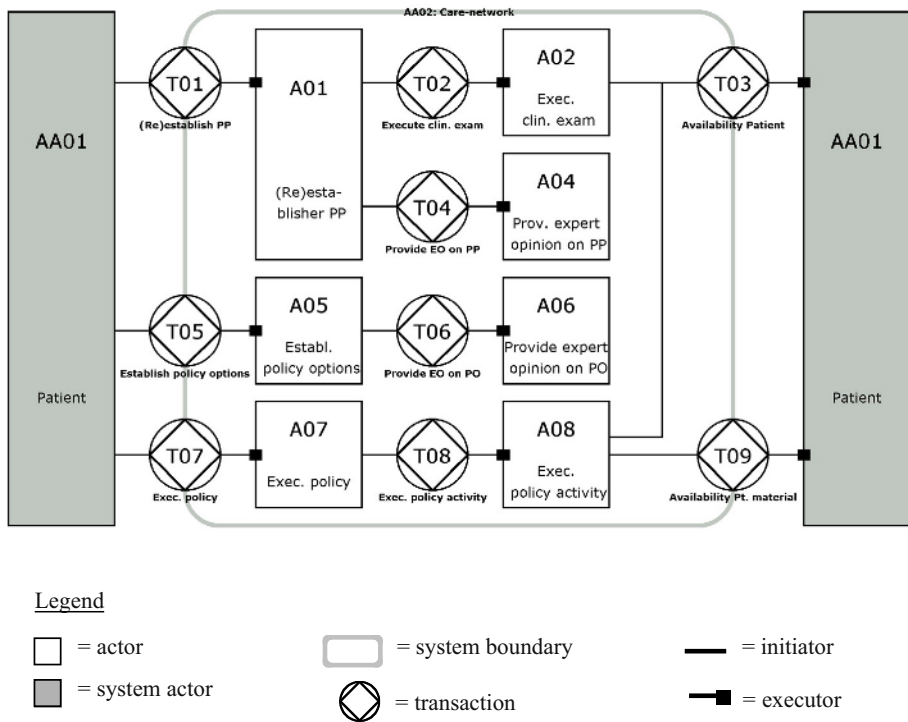 AA02: Care-network
AA01
Patient
T01
(Re)establish PP
A01
(Re)esta-
blisher PP
T02
Execute clin. exam
A02
Exec.
clin. exam
T03
Availability Patient
AA01
Patient
T04
Provide EO on PP
A04
Prov. expert
opinion on PP
T05
Establish policy options
A05
Establ.
policy options
T06
Provide EO on PO
A06
Provide expert
opinion on PO
T07
Exec. policy
A07
Exec. policy
T08
Exec. policy activity
A08
Exec.
policy activity
T09
Availability Pt. material
Legend
= actor
= system boundary
= initiator
= system actor
= transaction
= executor